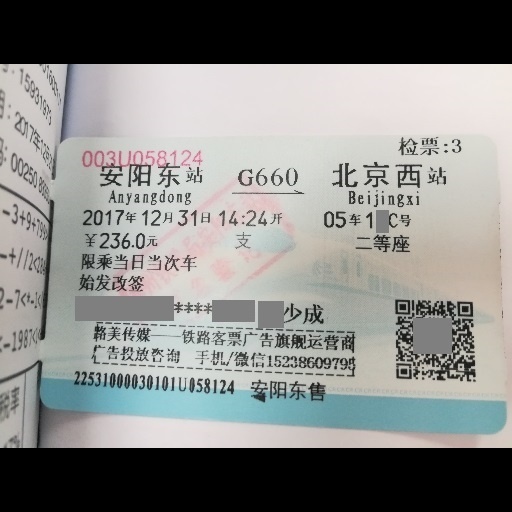 检票:3
003U058124
安阳东站 G660 北京西站
Anyangdong Beijingxi
2017年12月31日14:24开 05车1 C号
￥236.0元 支 二等座
限乘当日当次车
始发改签
**** 少成
路美传媒——铁路客票广告旗舰运营商
广告投放咨询 手机/微信15238609795
22531000030101U058124 安阳东售